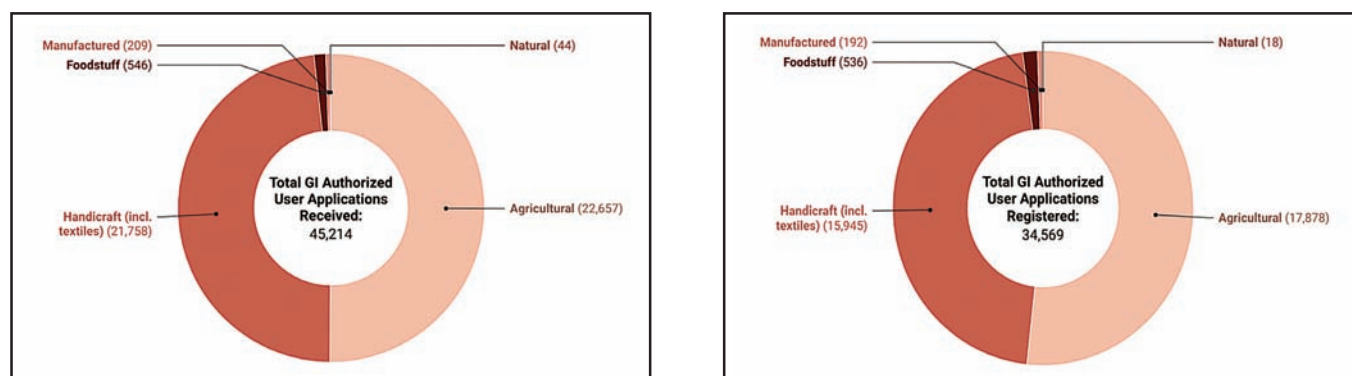 Manufactured (209)
Foodstuff (546)
Natural (44)
Total GI Authorized
User Applications
Received:
45,214
Handicraft (incl.
textiles) (21,758)
Agricultural (22,657)
Manufactured (192)
Foodstuff (536)
Natural (18)
Total GI Authorized
User Applications
Registered:
34,569
Handicraft (incl.
textiles) (15,945)
Agricultural (17,878)